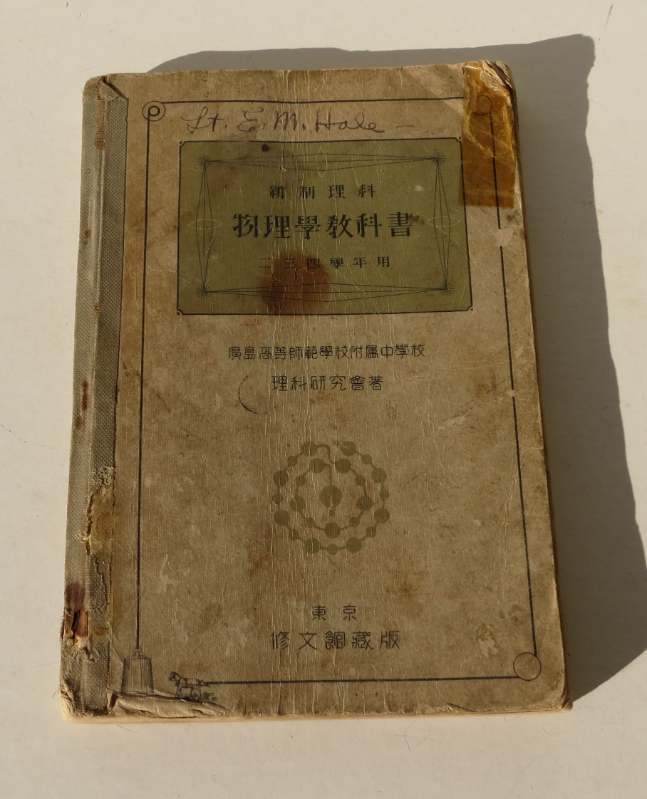 Lt. E. M. Hale —
新制理科
物理學教科書
二三四學年用
廣島高等師範學校附屬中學校
理科研究會著
東京
修文館藏版